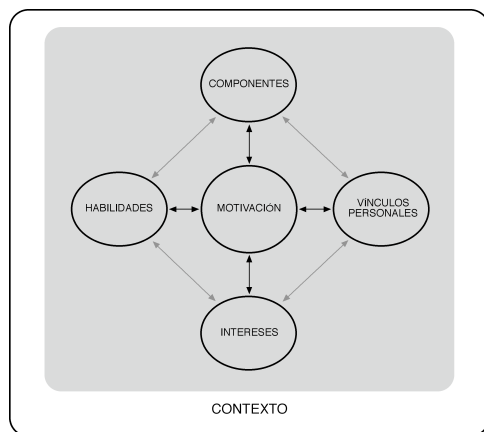 COMPONENTES
HABILIDADES
MOTIVACIÓN
VÍNCULOS
PERSONALES
INTERESES
CONTEXTO